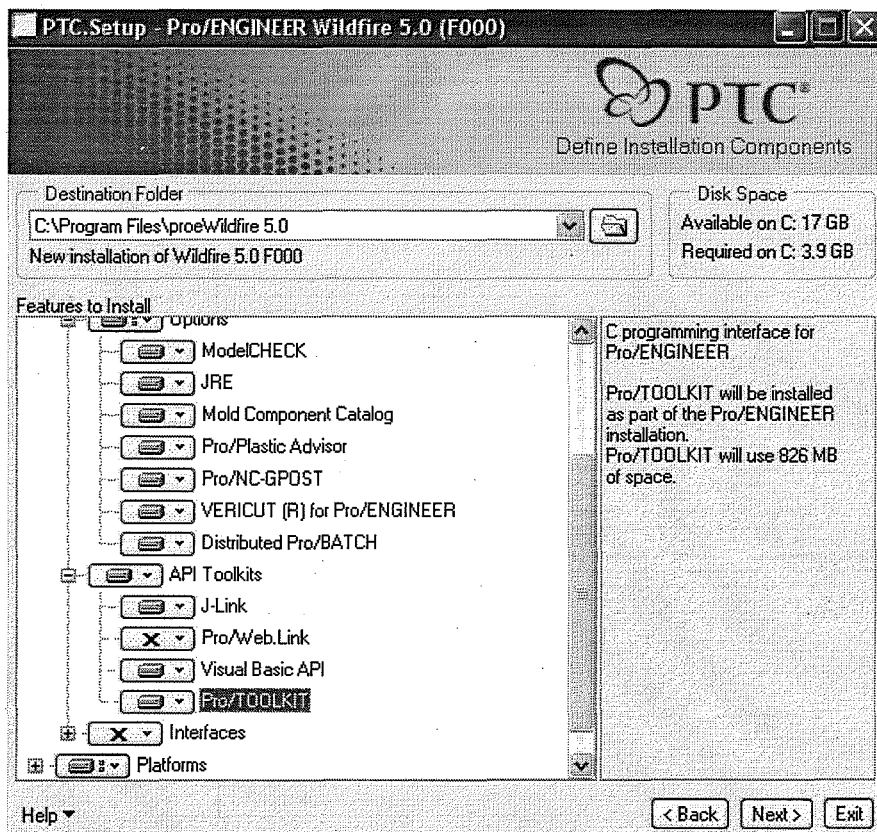 PTC.Setup - Pro/ENGINEER Wildfire 5.0 (F000)
PTC®
Define Installation Components
Destination Folder
C:\Program Files\proeWildfire 5.0
New installation of Wildfire 5.0 F000
Disk Space
Available on C: 17 GB
Required on C: 3.9 GB
Features to Install
Options
ModelCHECK
JRE
Mold Component Catalog
Pro/Plastic Advisor
Pro/NC-GPOST
VERICUT (R) for Pro/ENGINEER
Distributed Pro/BATCH
API Toolkits
J-Link
Pro/Web.Link
Visual Basic API
Pro/TOOLKIT
Interfaces
Platforms
C programming interface for
Pro/ENGINEER
Pro/TOOLKIT will be installed
as part of the Pro/ENGINEER
installation.
Pro/TOOLKIT will use 826 MB
of space.
Help
< Back
Next >
Exit